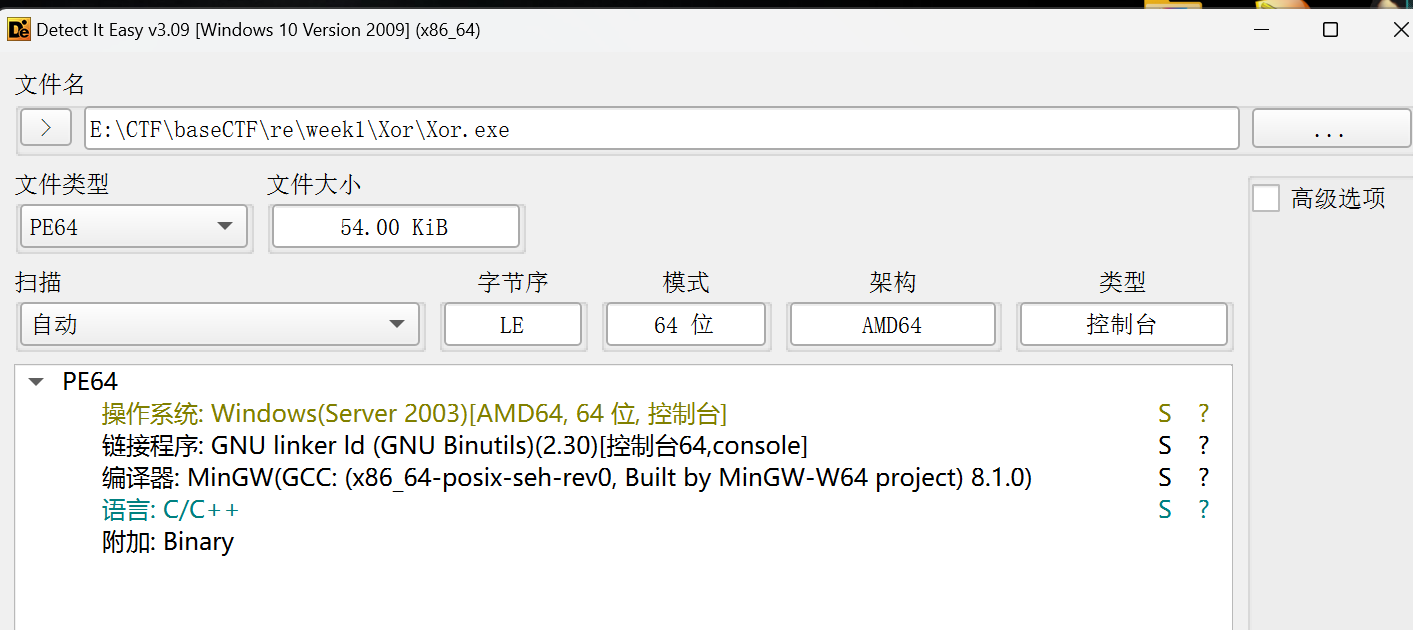 Detect It Easy v3.09 [Windows 10 Version 2009] (x86_64)
文件名
E:\CTF\baseCTF\re\week1\Xor\Xor.exe ...
文件类型 文件大小
PE64 54.00 KiB 高级选项
扫描 字节序 模式 架构 类型
自动 LE 64 位 AMD64 控制台
PE64
操作系统: Windows(Server 2003)[AMD64, 64 位, 控制台] S ?
链接程序: GNU linker ld (GNU Binutils)(2.30)[控制台64,console] S ?
编译器: MinGW(GCC: (x86_64-posix-seh-rev0, Built by MinGW-W64 project) 8.1.0) S ?
语言: C/C++ S ?
附加: Binary